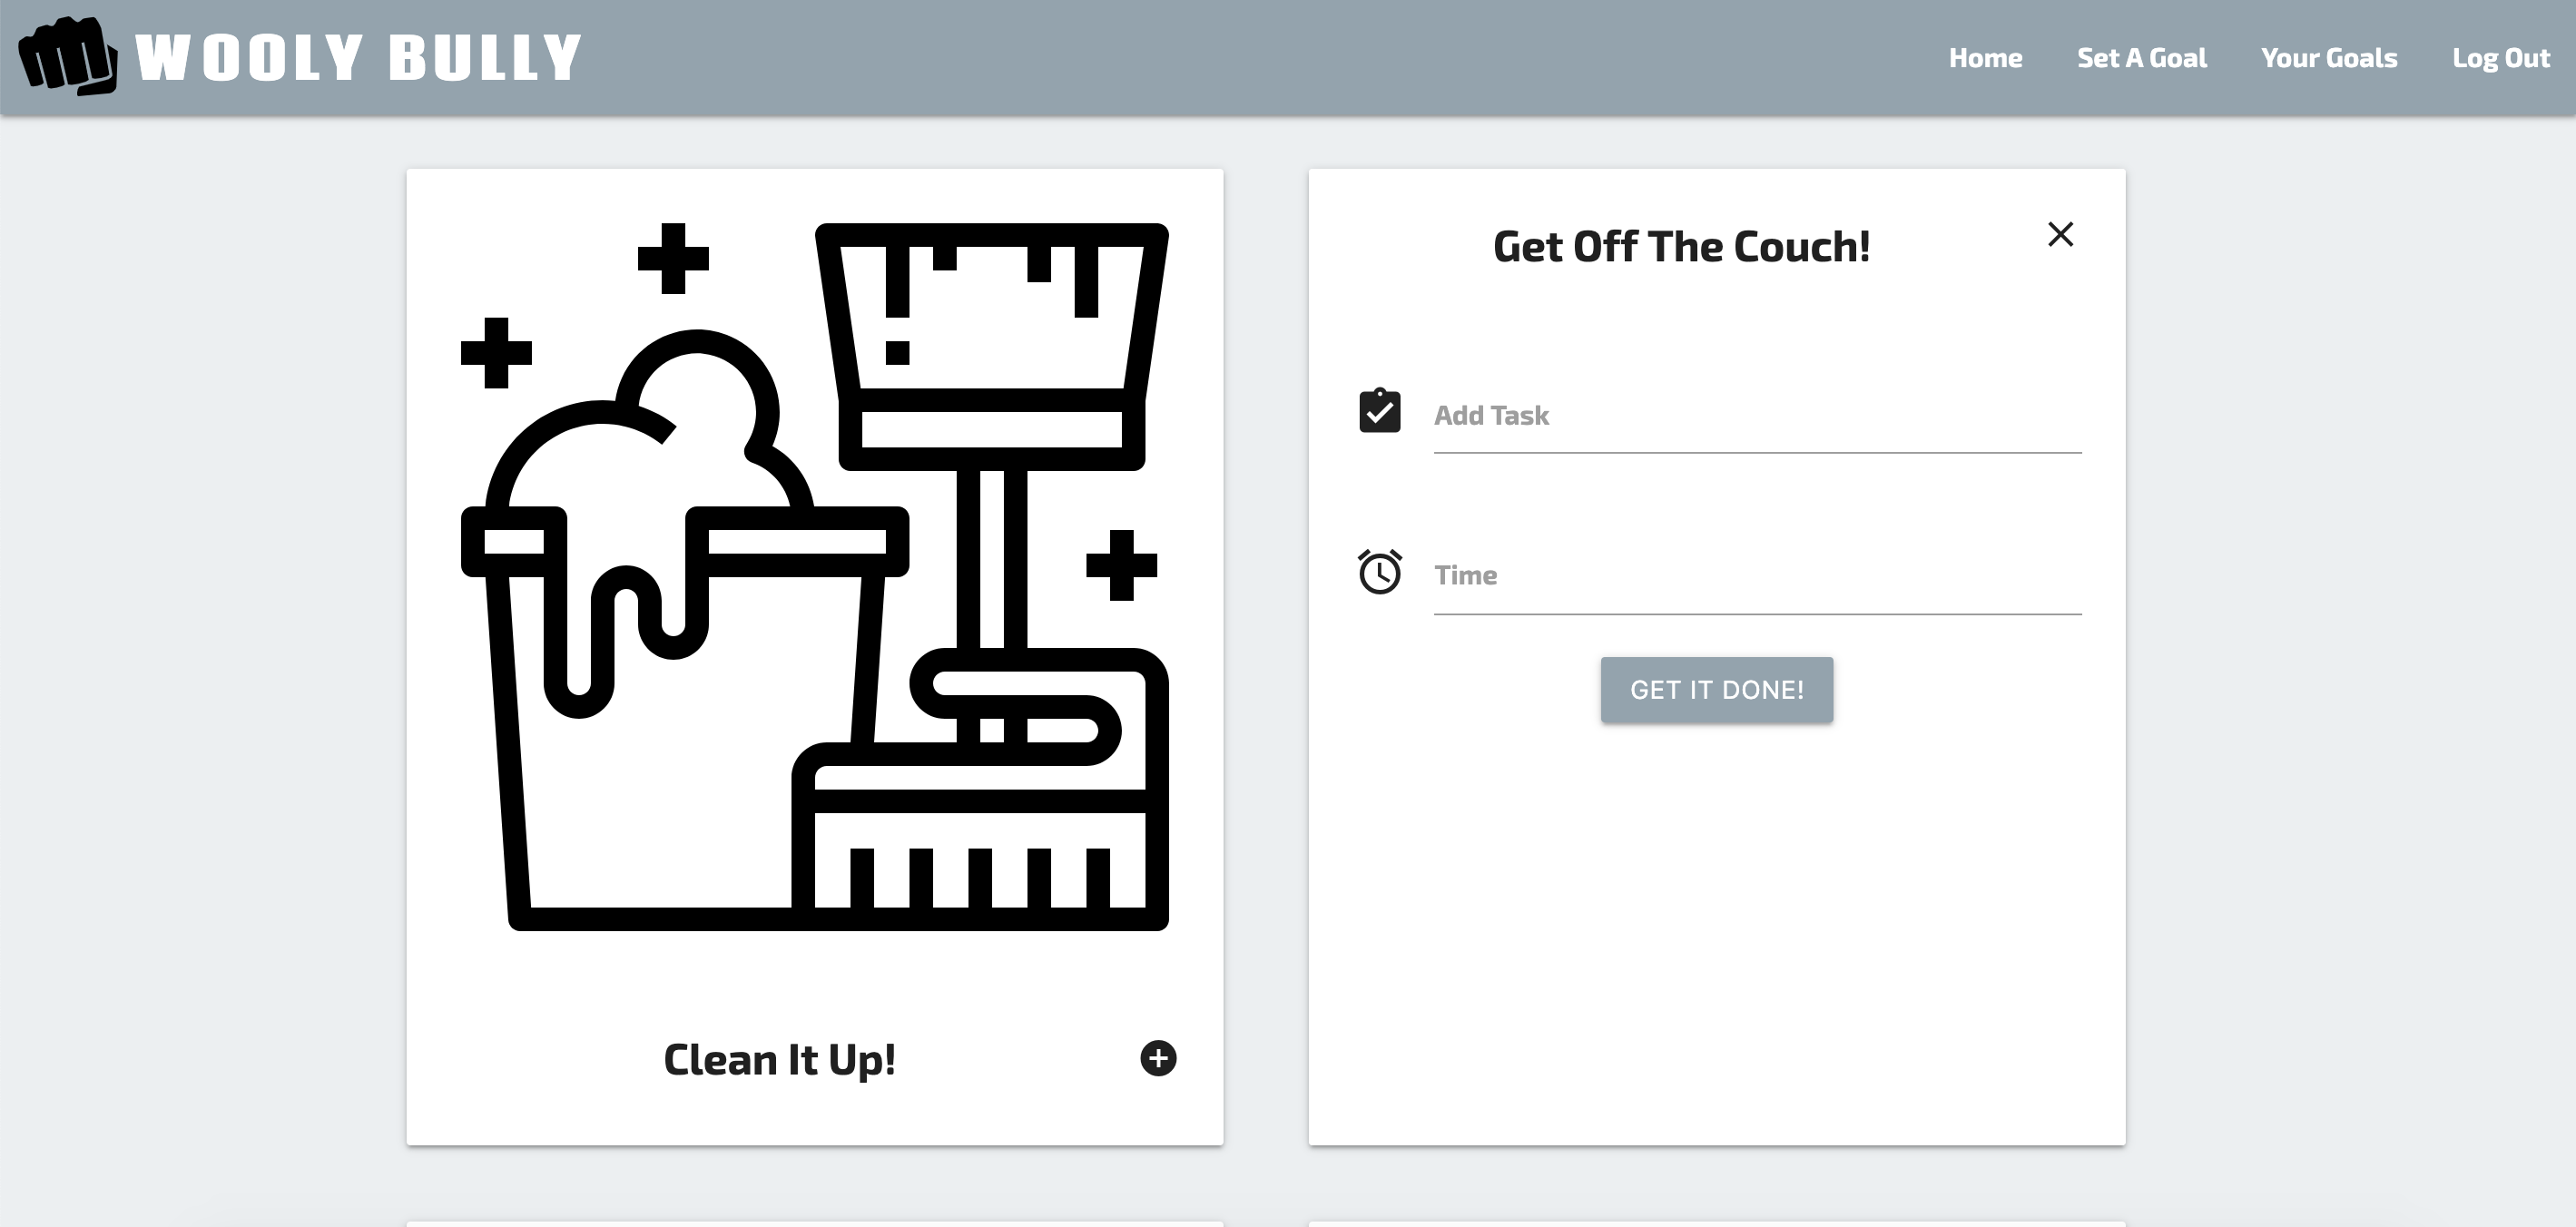 WOOLY BULLY
Home
Set A Goal
Your Goals
Log Out
Clean It Up!
Get Off The Couch!
Add Task
Time
GET IT DONE!